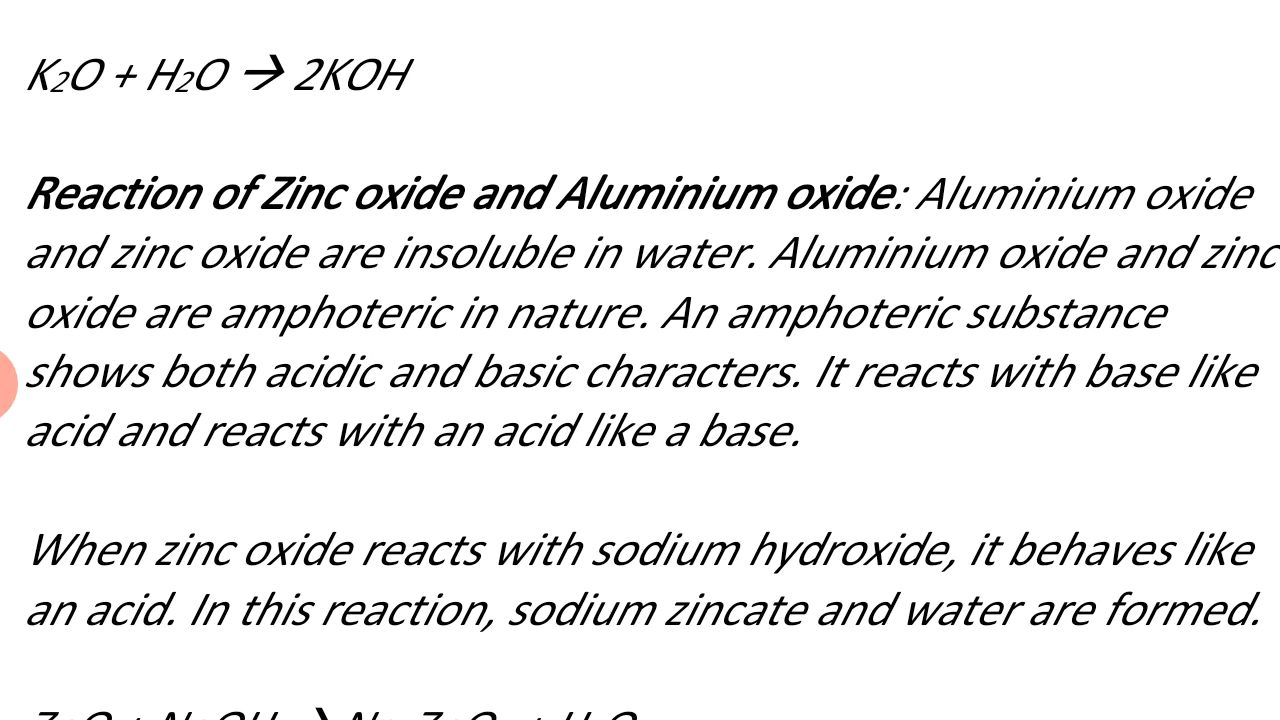 K₂O + H₂O → 2KOH
Reaction of Zinc oxide and Aluminium oxide: Aluminium oxide
and zinc oxide are insoluble in water. Aluminium oxide and zinc
oxide are amphoteric in nature. An amphoteric substance
shows both acidic and basic characters. It reacts with base like
acid and reacts with an acid like a base.
When zinc oxide reacts with sodium hydroxide, it behaves like
an acid. In this reaction, sodium zincate and water are formed.